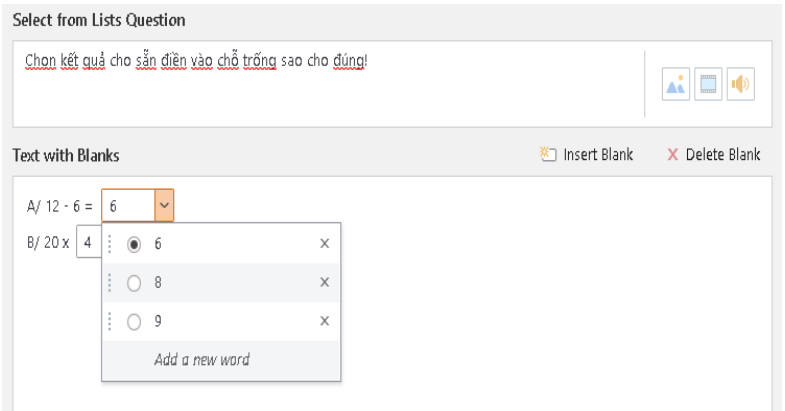 Select from Lists Question
Chọn kết quả cho sẵn điền vào chỗ trống sao cho đúng!
Text with Blanks
Insert Blank
X Delete Blank
A/ 12 - 6 = 6
B/ 20 x 4
6
8
9
Add a new word